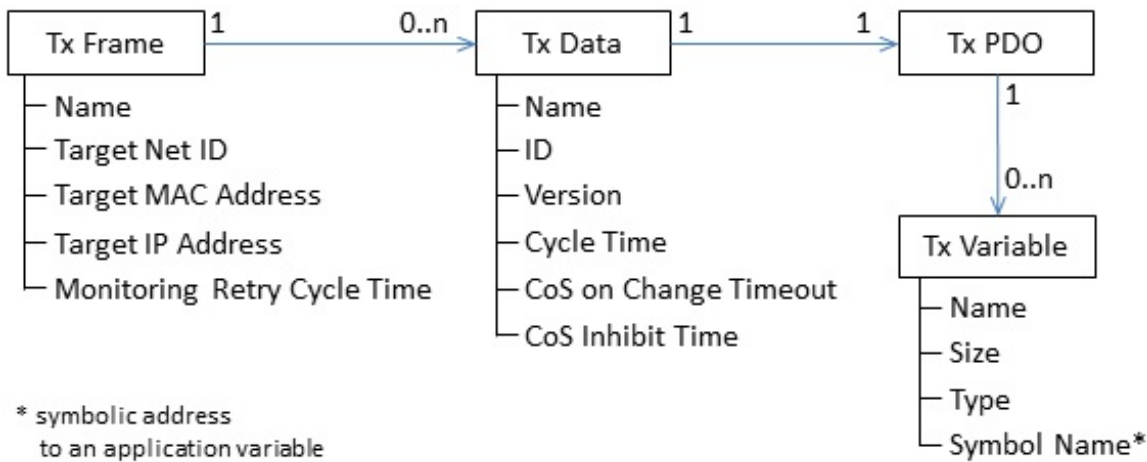 Tx Frame
1
0..n
Tx Data
1
1
Tx PDO
Name
Target Net ID
Target MAC Address
Target IP Address
Monitoring Retry Cycle Time
Name
ID
Version
Cycle Time
CoS on Change Timeout
CoS Inhibit Time
1
0..n
Tx Variable
Name
Size
Type
Symbol Name*
* symbolic address
to an application variable